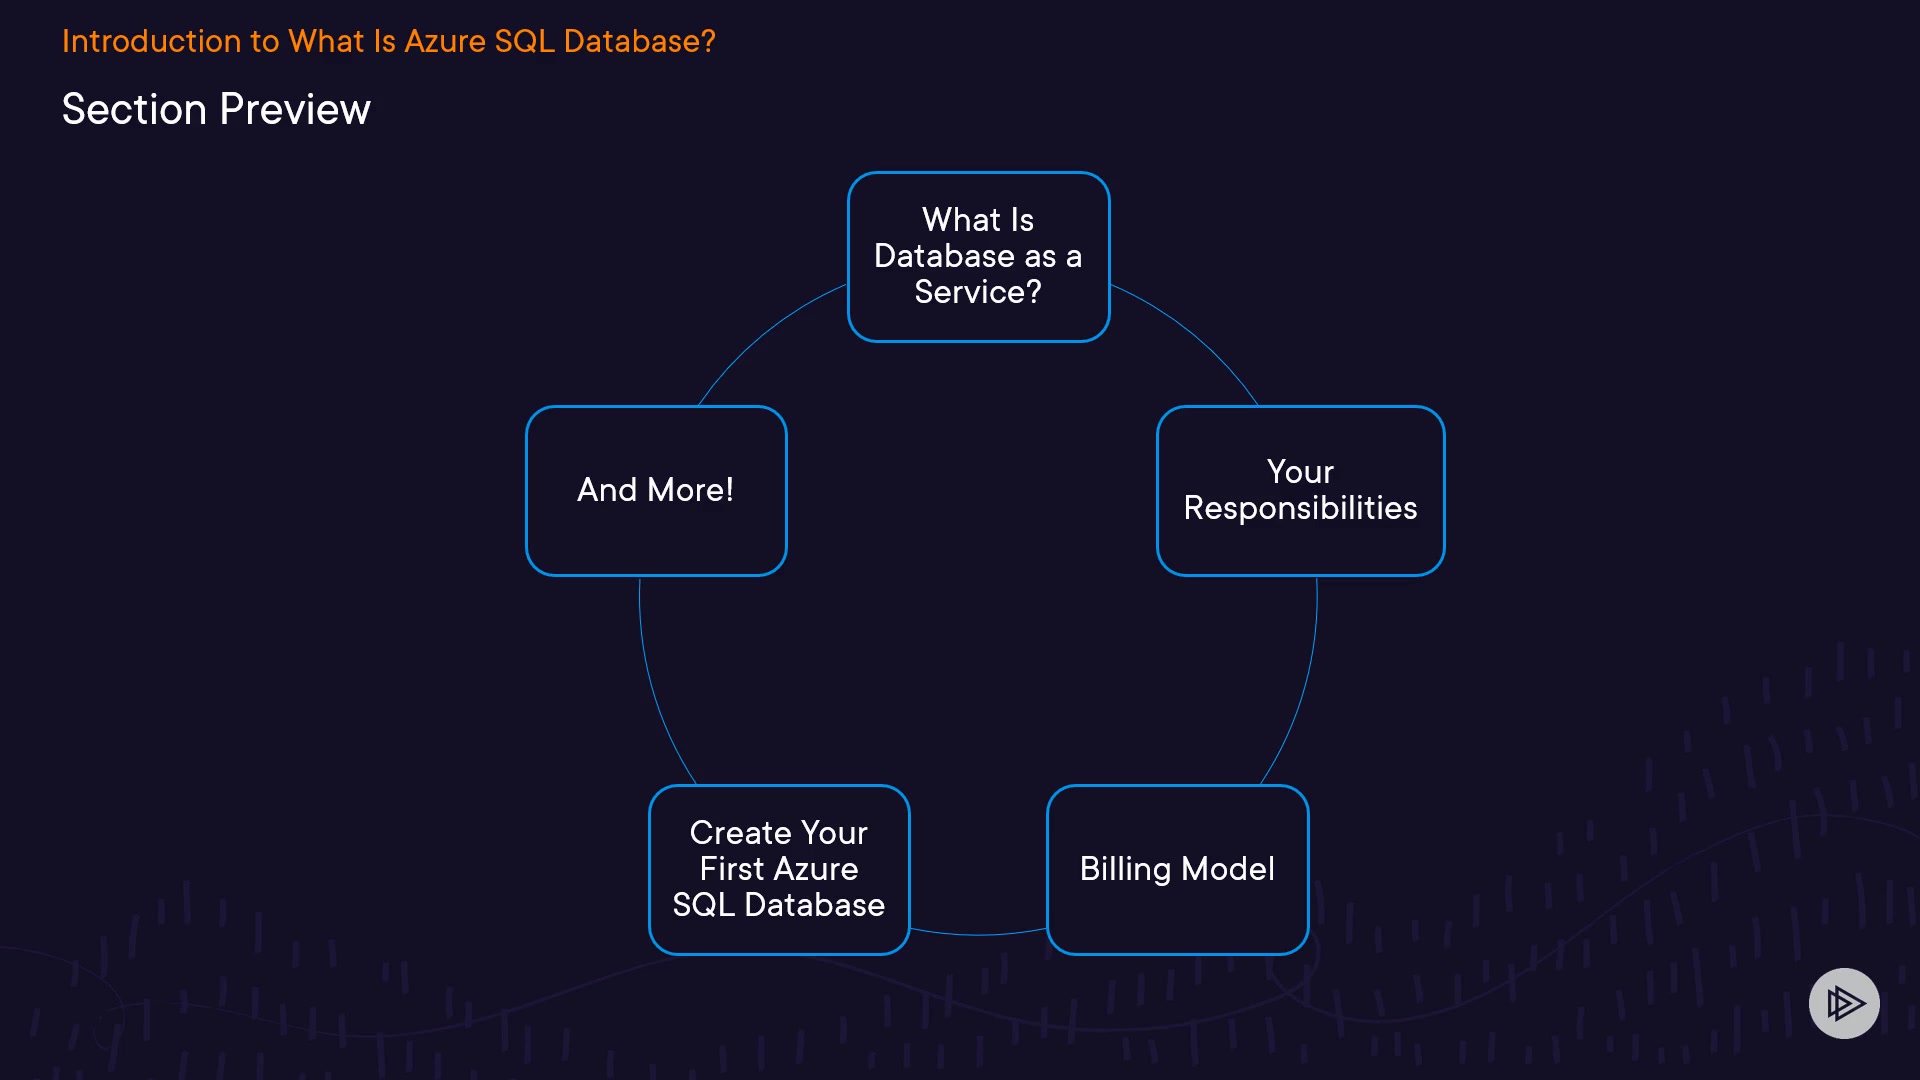 Introduction to What Is Azure SQL Database?
Section Preview
What Is
Database as a
Service?
Your
Responsibilities
Billing Model
Create Your
First Azure
SQL Database
And More!